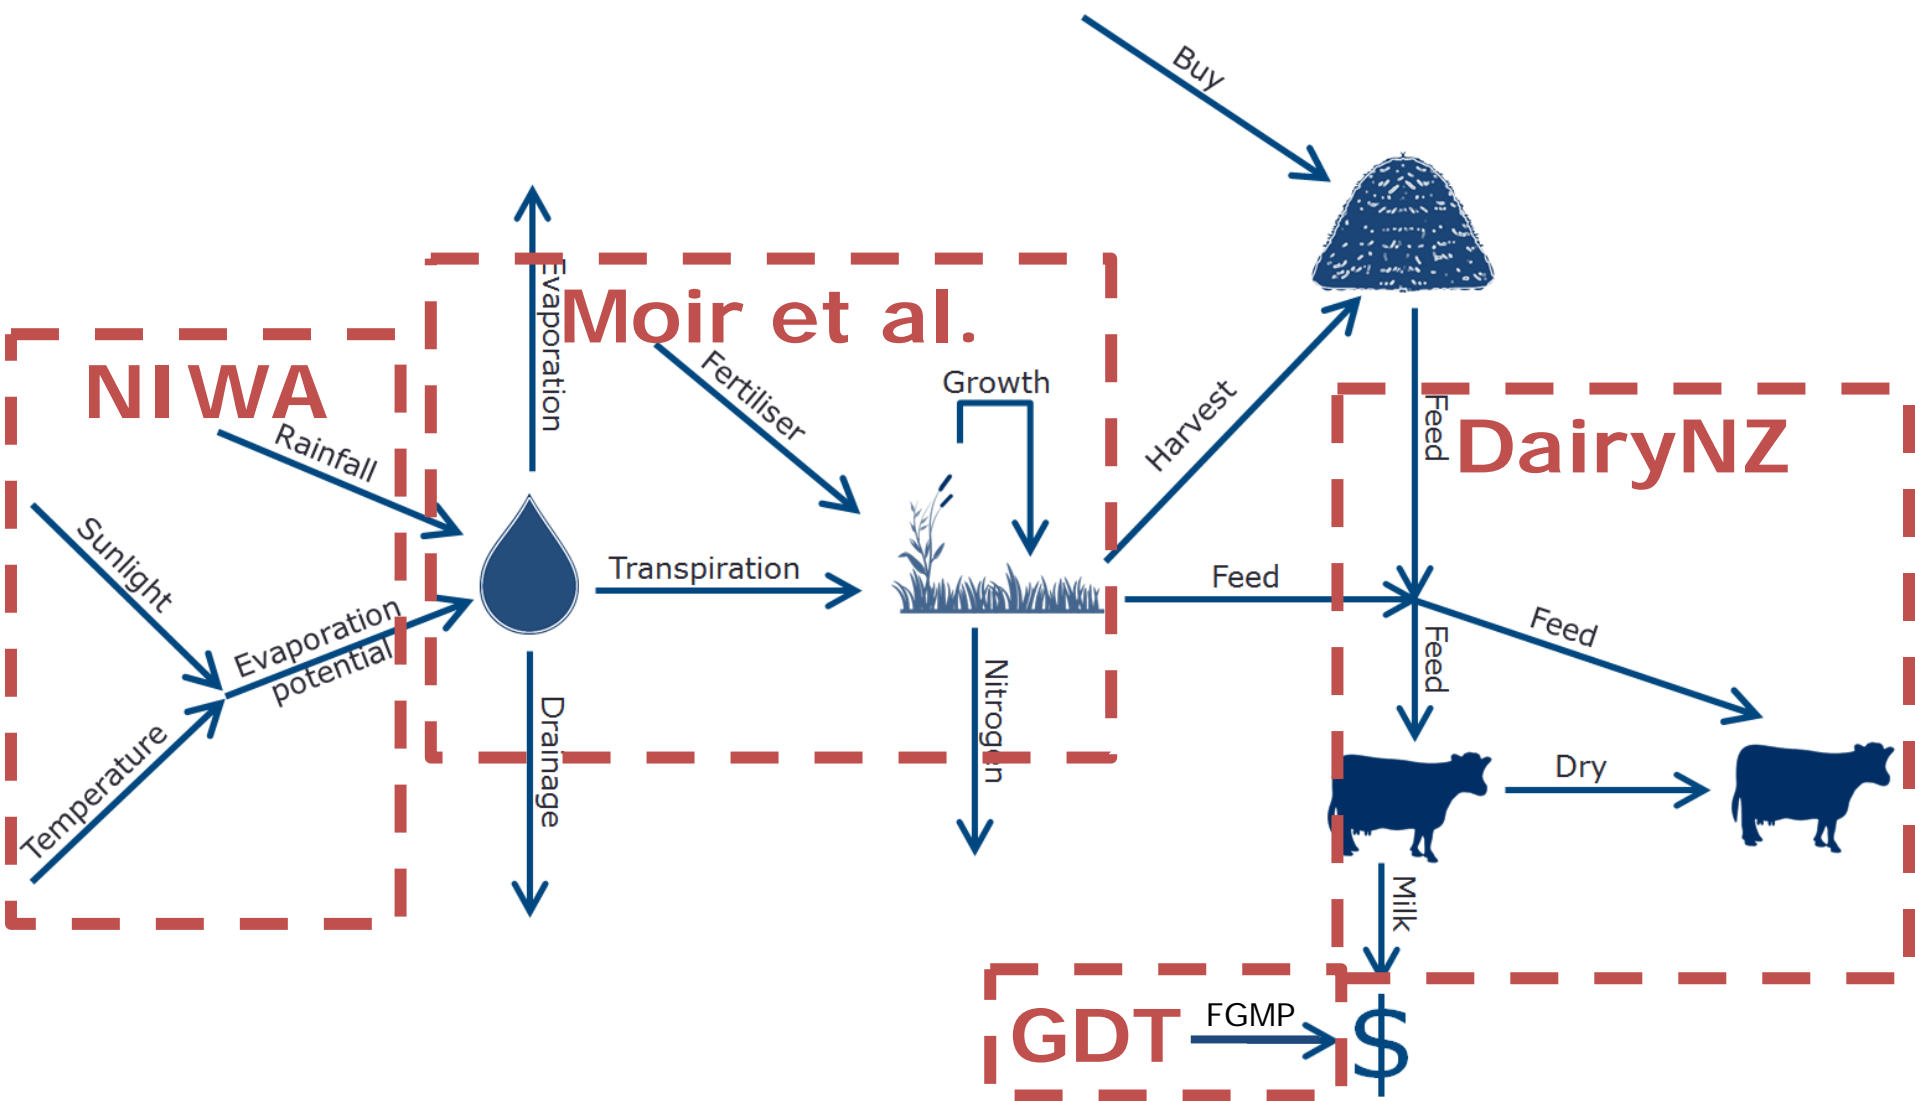 Buy
Evaporation
Moir et al.
NIWA
Fertiliser
Growth
Harvest
Feed
DairyNZ
Rainfall
Sunlight
Transpiration
Feed
Feed
Feed
Evaporation
potential
Nitrogen
Drainage
Temperature
Dry
Milk
GDT
FGMP
$